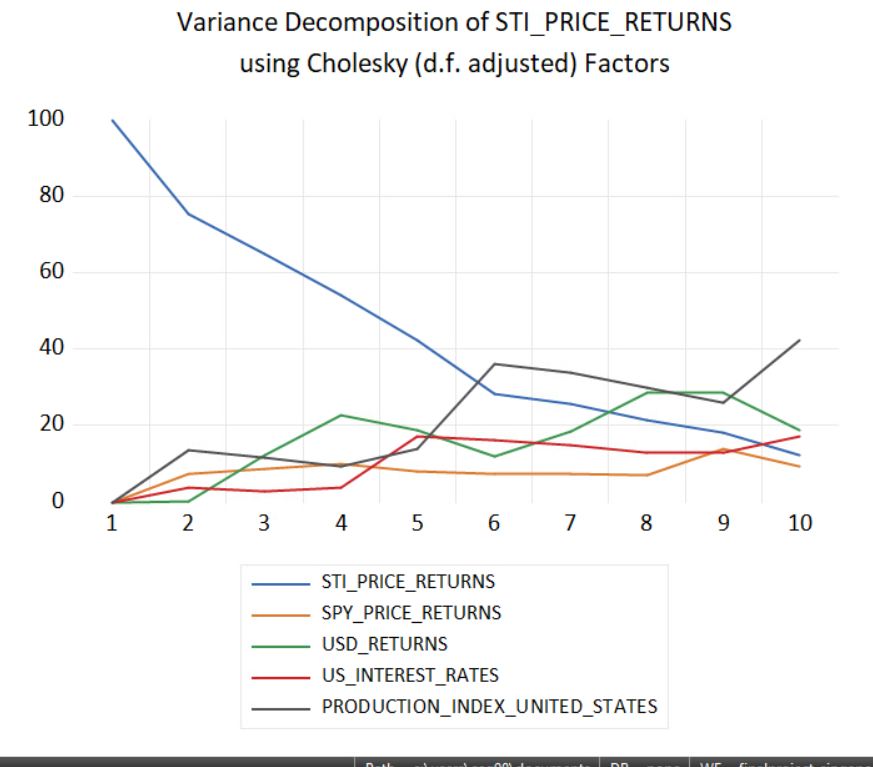 Variance Decomposition of STI_PRICE_RETURNS
using Cholesky (d.f. adjusted) Factors
100
80
60
40
20
0
1 2 3 4 5 6 7 8 9 10
STI_PRICE_RETURNS
SPY_PRICE_RETURNS
USD_RETURNS
US_INTEREST_RATES
PRODUCTION_INDEX_UNITED_STATES